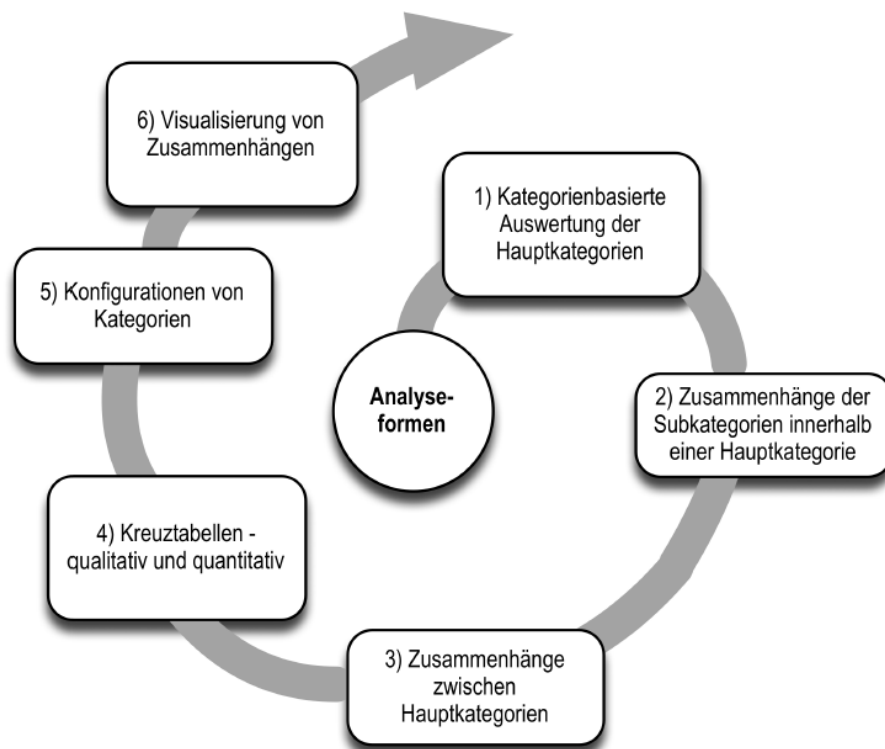 6) Visualisierung von
Zusammenhängen
1) Kategorienbasierte
Auswertung der
Hauptkategorien
5) Konfigurationen von
Kategorien
Analyse-
formen
2) Zusammenhänge der
Subkategorien innerhalb
einer Hauptkategorie
4) Kreuztabellen -
qualitativ und quantitativ
3) Zusammenhänge
zwischen
Hauptkategorien